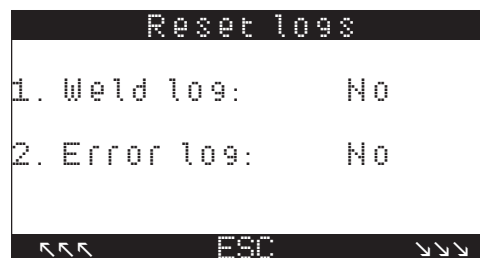 Reset logs
1. Weld log: No
2. Error log: No
↖↖↖ ESC ↘↘↘